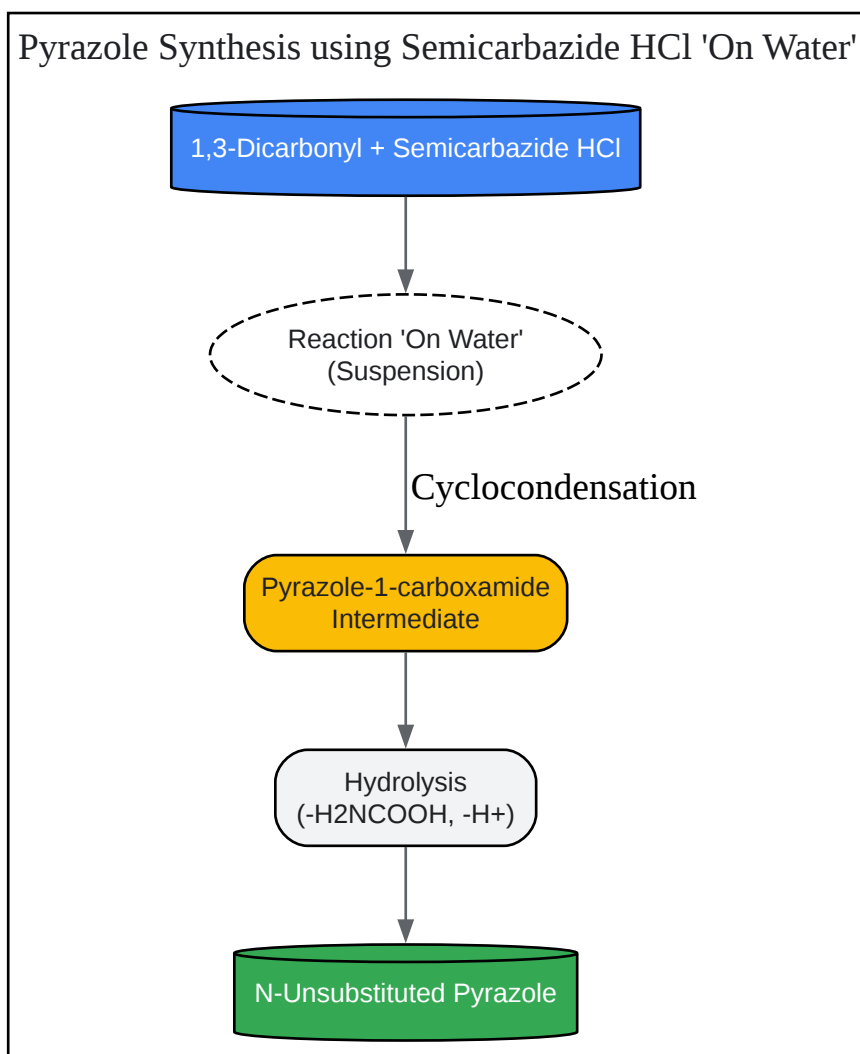 Pyrazole Synthesis using Semicarbazide HCl 'On Water'
1,3-Dicarbonyl + Semicarbazide HCl
Reaction 'On Water'
(Suspension)
Cyclocondensation
Pyrazole-1-carboxamide
Intermediate
Hydrolysis
(-H2NCOOH, -H+)
N-Unsubstituted Pyrazole